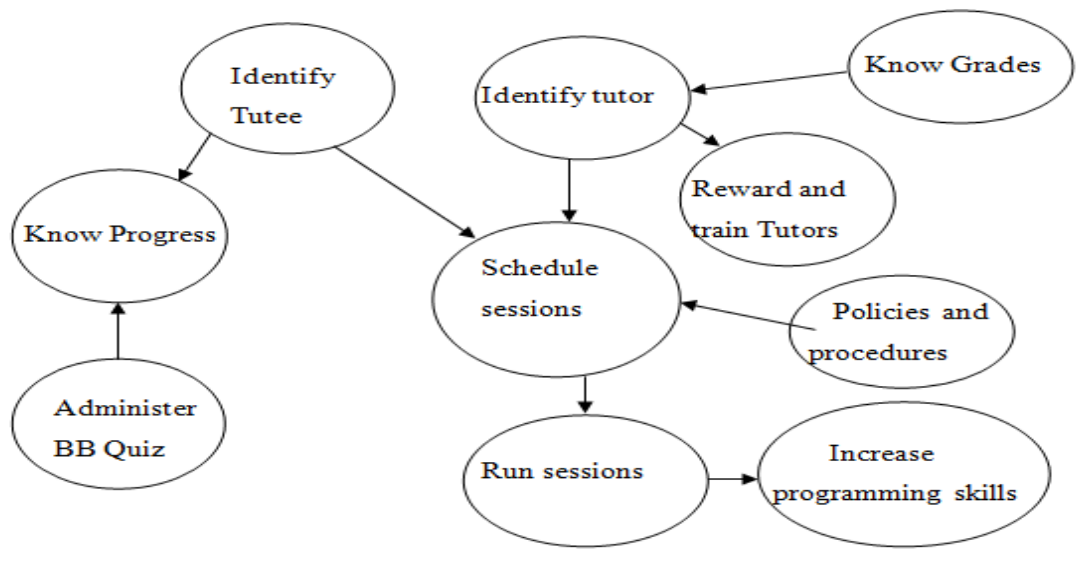 Identify
Tutee
Identify tutor
Know Grades
Reward and
train Tutors
Know Progress
Schedule
sessions
Policies and
procedures
Administer
BB Quiz
Run sessions
Increase
programming skills